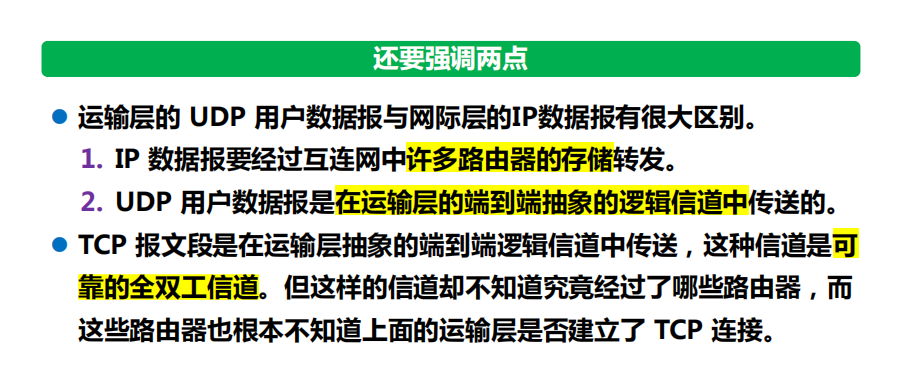 还要强调两点
● 运输层的 UDP 用户数据报与网际层的IP数据报有很大区别。
1. IP 数据报要经过互连网中许多路由器的存储转发。
2. UDP 用户数据报是在运输层的端到端抽象的逻辑信道中传送的。
● TCP 报文段是在运输层抽象的端到端逻辑信道中传送，这种信道是可
靠的全双工信道。但这样的信道却不知道究竟经过了哪些路由器，而
这些路由器也根本不知道上面的运输层是否建立了 TCP 连接。